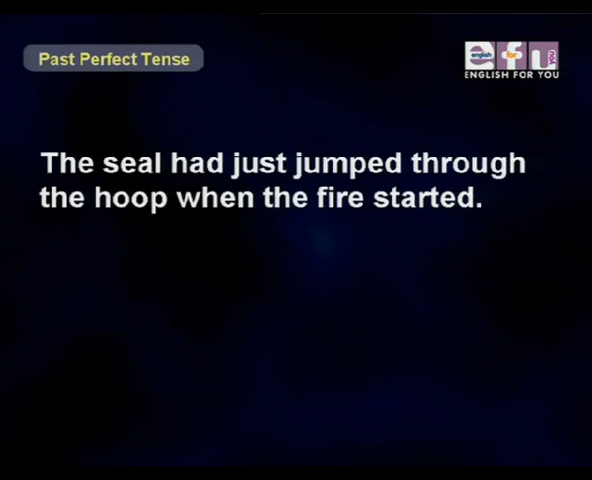 Past Perfect Tense
english for you
ENGLISH FOR YOU
The seal had just jumped through
the hoop when the fire started.